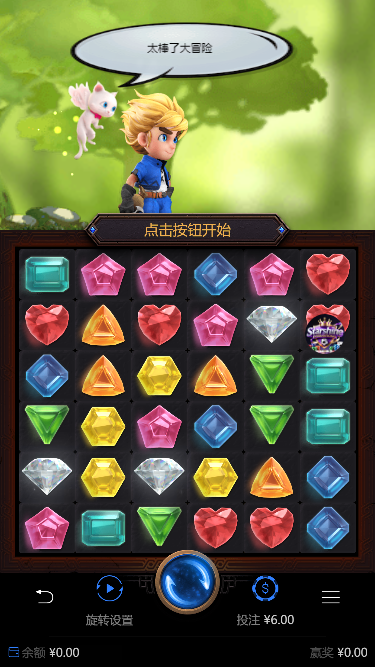 太棒了大冒险
点击按钮开始
Starshine
旋转设置
投注 ¥6.00
余额 ¥0.00
赢奖 ¥0.00